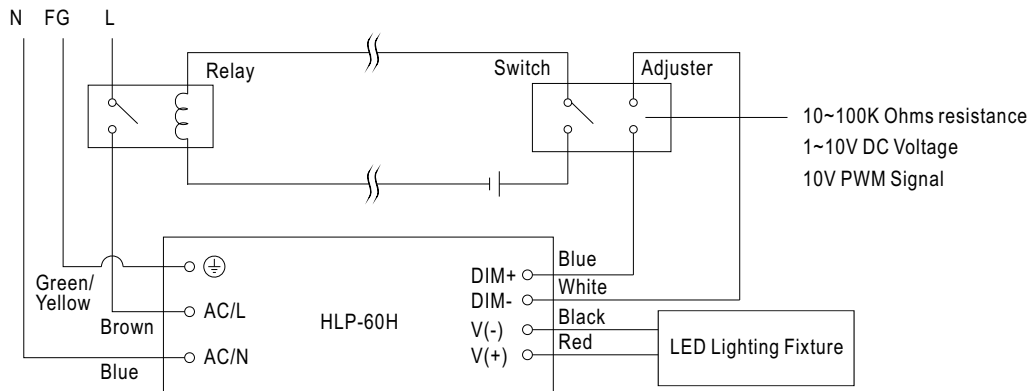 N FG L
Relay
Switch
Adjuster
10~100K Ohms resistance
1~10V DC Voltage
10V PWM Signal
Green/
Yellow
Brown
Blue
AC/L
AC/N
HLP-60H
DIM+
DIM-
V(-)
V(+)
Blue
White
Black
Red
LED Lighting Fixture